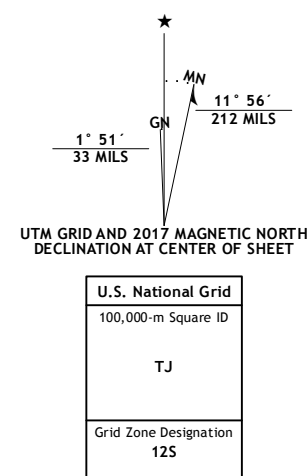 ★
MN
11° 56´
212 MILS
GN
1° 51´
33 MILS
UTM GRID AND 2017 MAGNETIC NORTH
DECLINATION AT CENTER OF SHEET
U.S. National Grid
100,000-m Square ID
TJ
Grid Zone Designation
12S